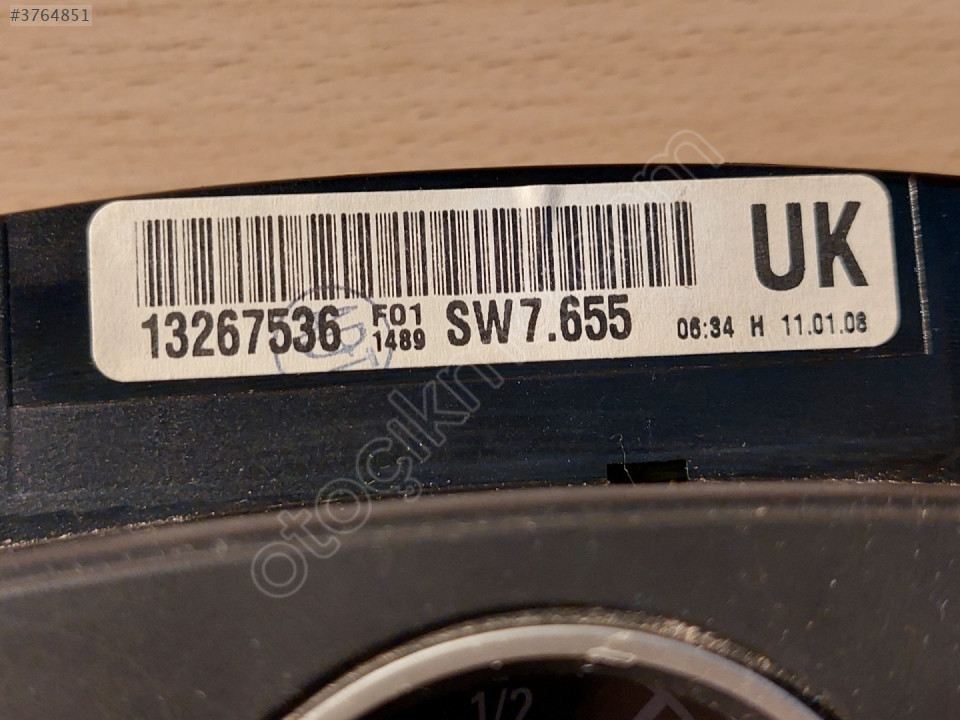 #3764851
UK
13267536 F01 1489 SW7.655 06:34 H 11.01.08
otoçıkma.com
1/2